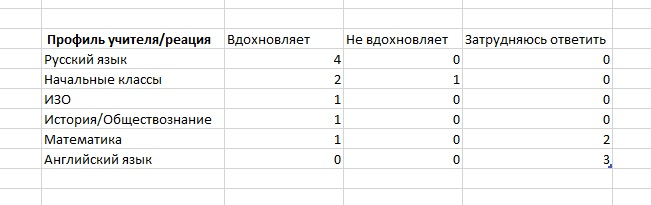 Профиль учителя/реация Вдохновляет Не вдохновляет Затрудняюсь ответить
Русский язык 4 0 0
Начальные классы 2 1 0
ИЗО 1 0 0
История/Обществознание 1 0 0
Математика 1 0 2
Английский язык 0 0 3